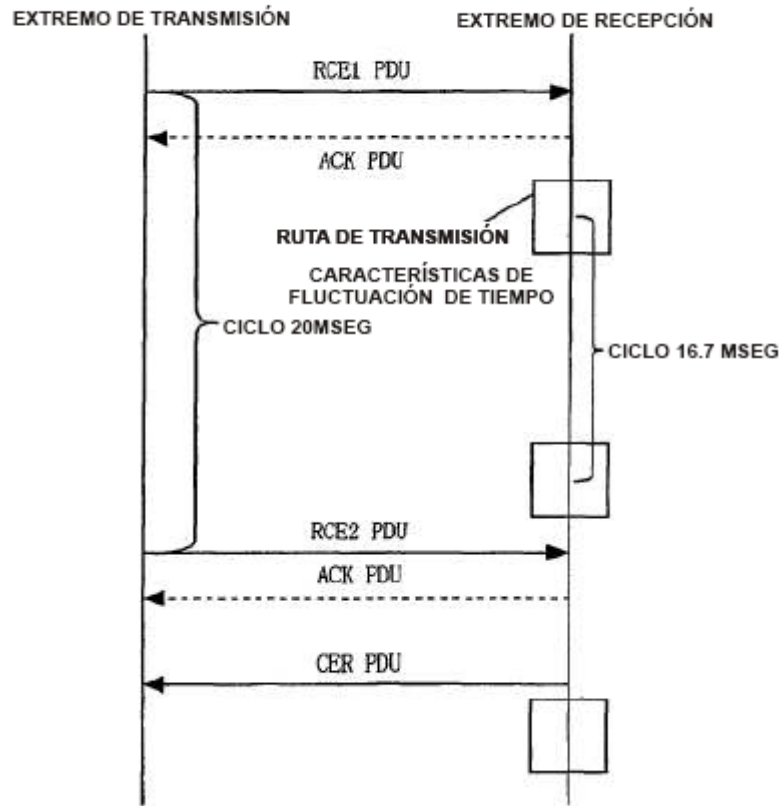 EXTREMO DE TRANSMISIÓN
EXTREMO DE RECEPCIÓN
RCE1 PDU
ACK PDU
RUTA DE TRANSMISIÓN
CARACTERÍSTICAS DE
FLUCTUACIÓN DE TIEMPO
CICLO 20MSEG
CICLO 16.7 MSEG
RCE2 PDU
ACK PDU
CER PDU